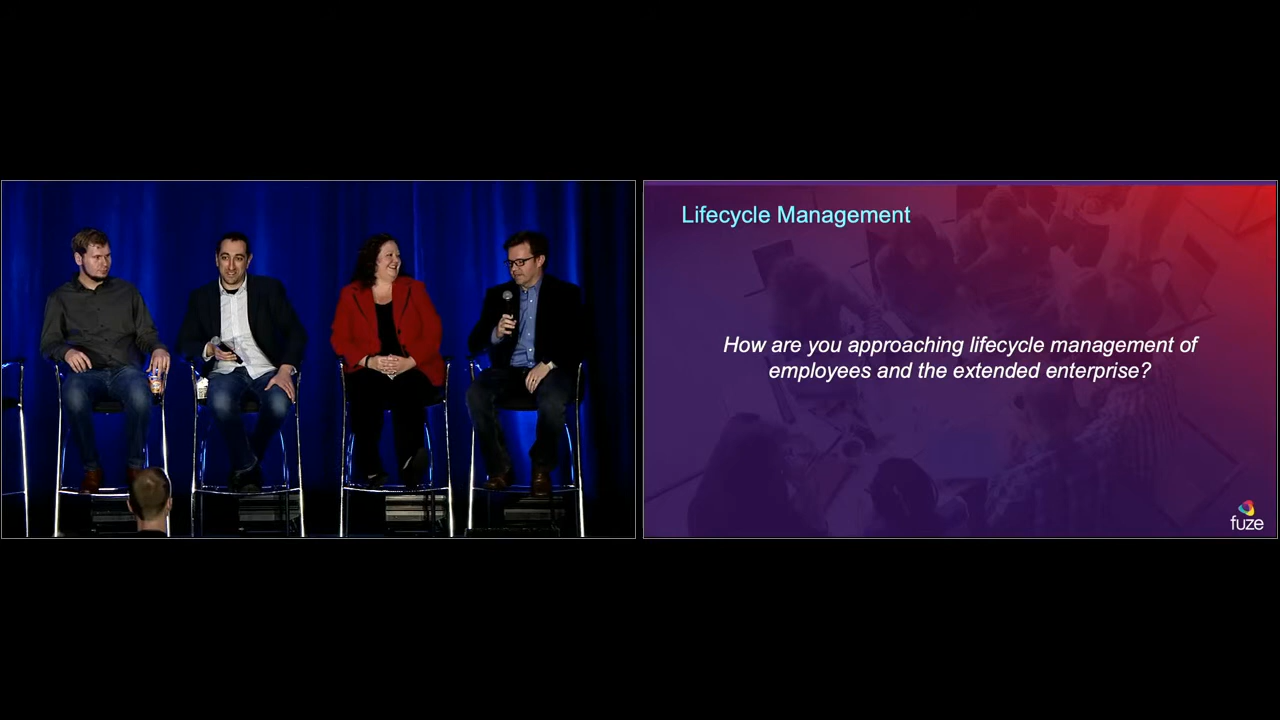 Lifecycle Management
How are you approaching lifecycle management of
employees and the extended enterprise?
fuze